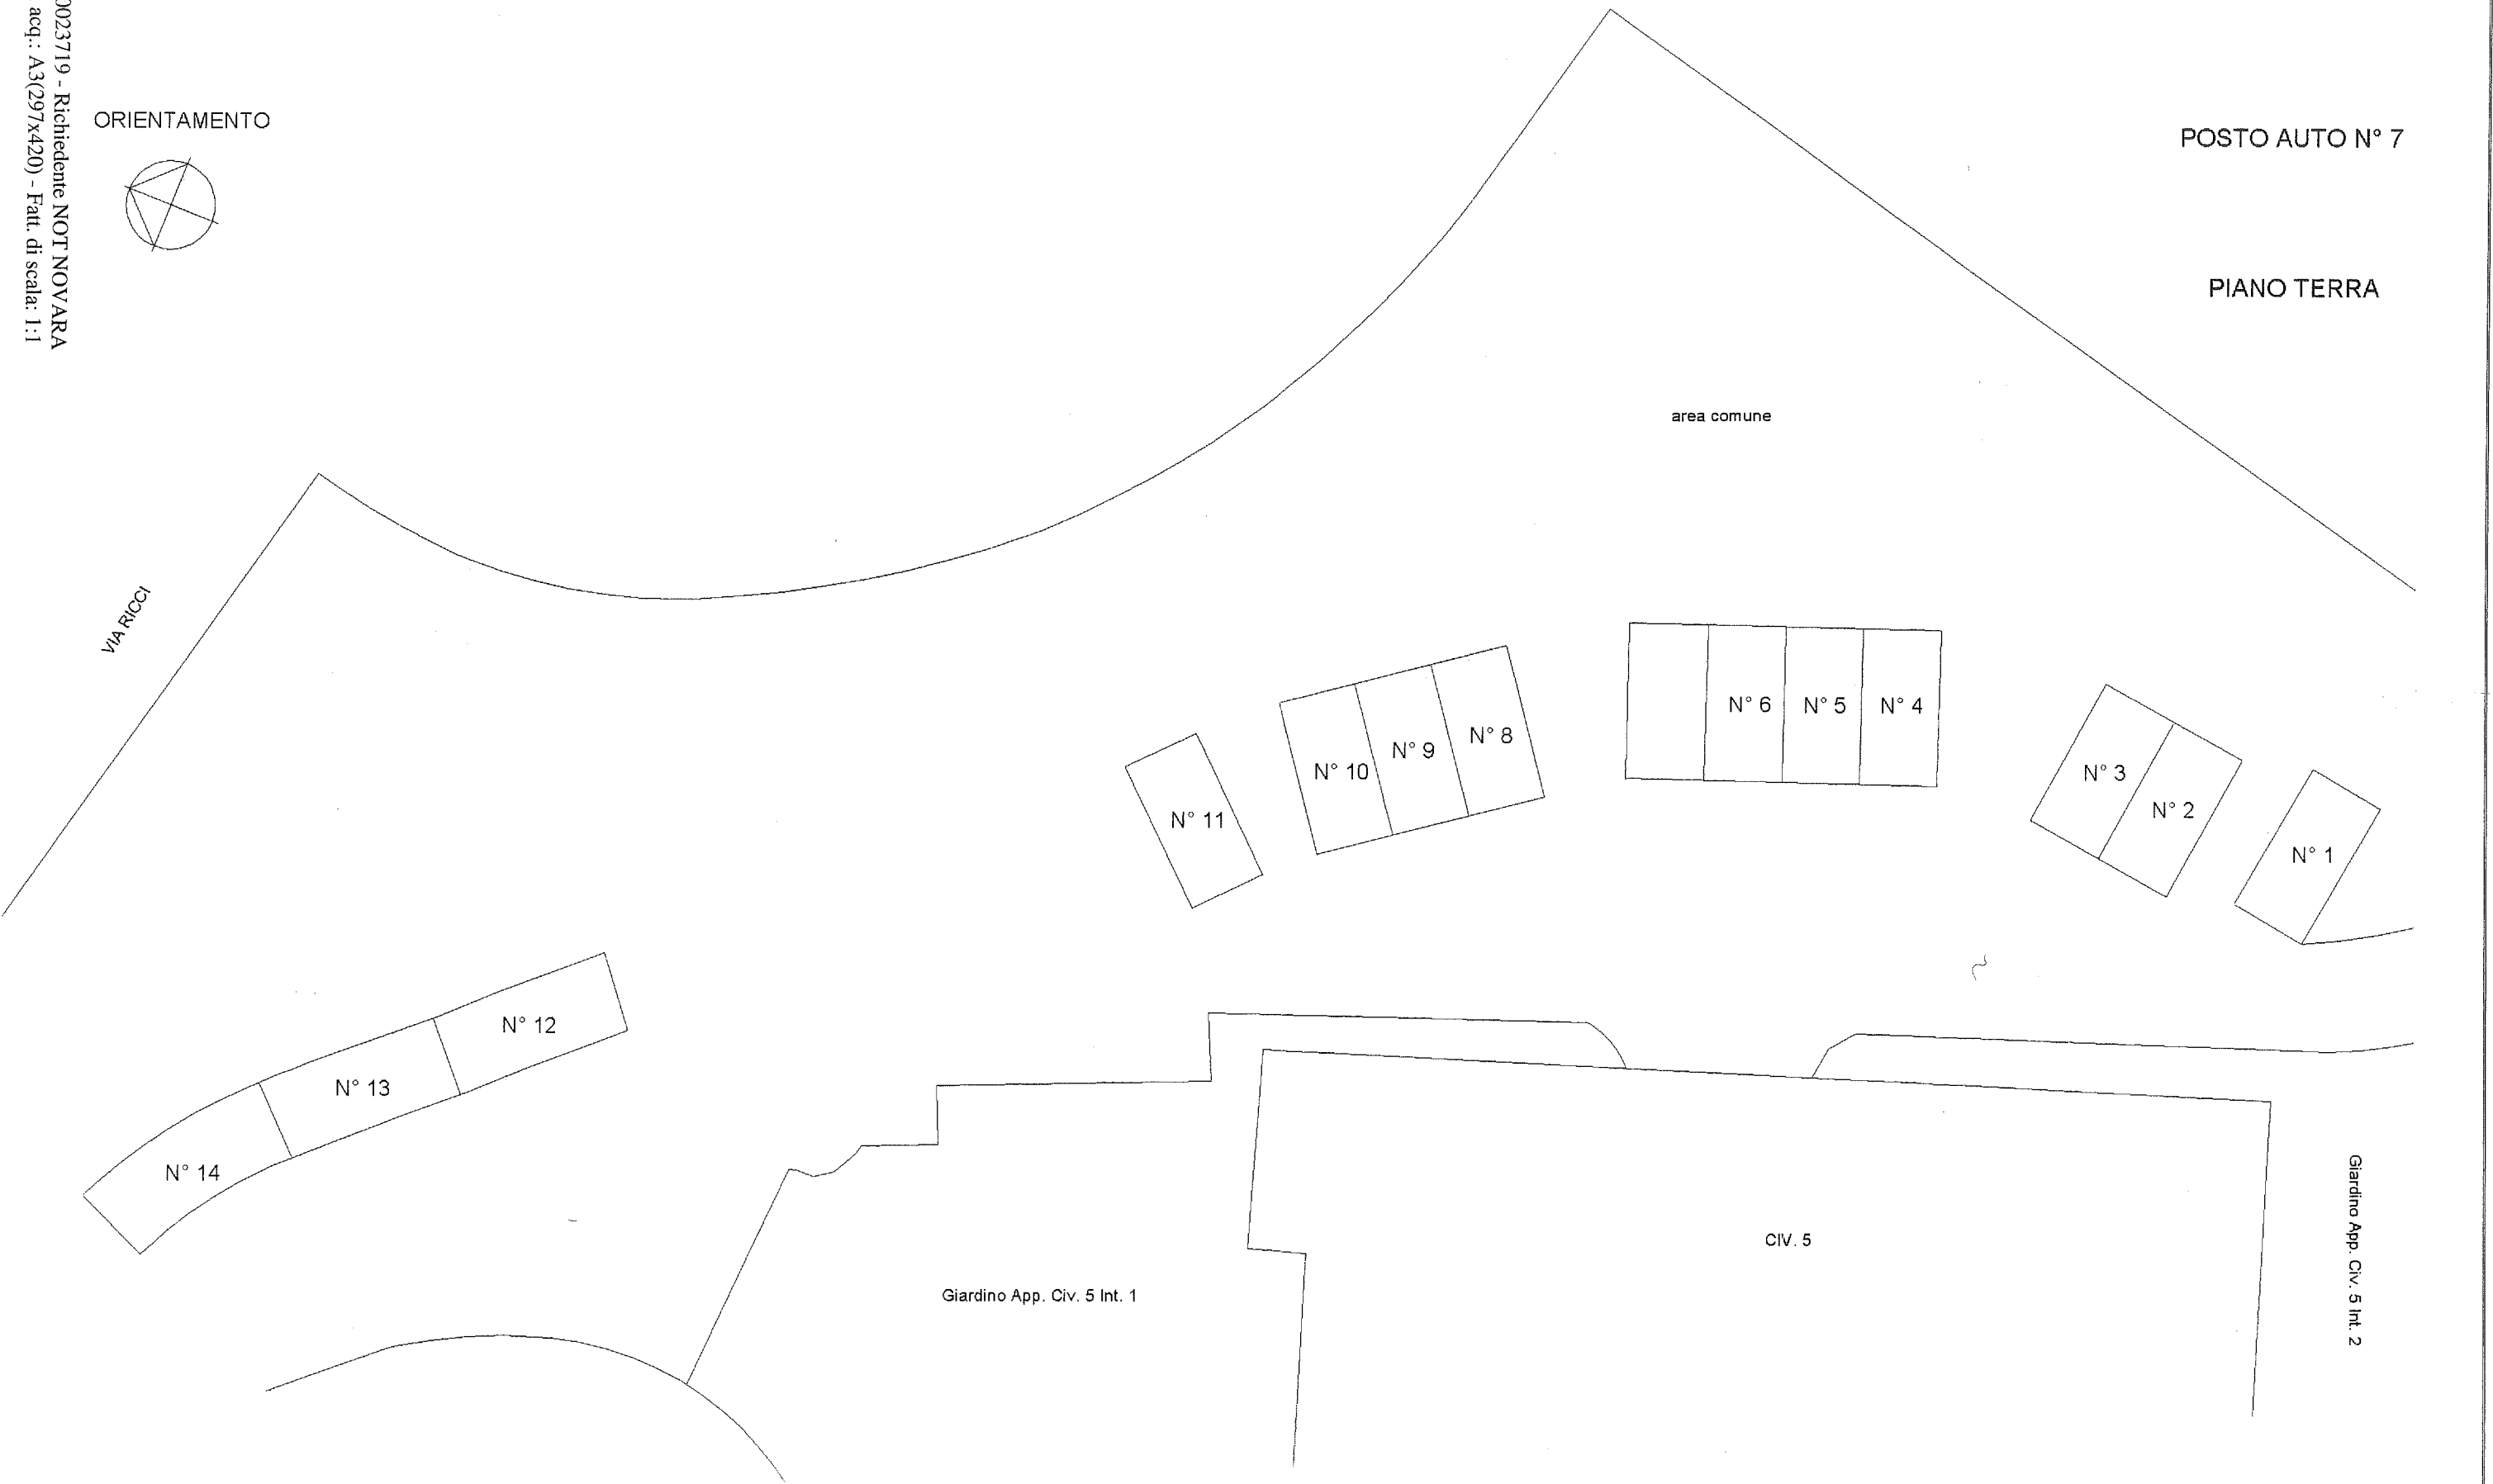 0023719 - Richiedente NOT NOVARA
acq.: A3(297x420) - Fatt. di scala: 1:1
ORIENTAMENTO
POSTO AUTO N° 7
PIANO TERRA
area comune
VIA RICCI
N° 6
N° 5
N° 4
N° 10
N° 9
N° 8
N° 3
N° 2
N° 1
N° 11
N° 12
N° 13
N° 14
CIV. 5
Giardino App. Civ. 5 Int. 1
Giardino App. Civ. 5 Int. 2